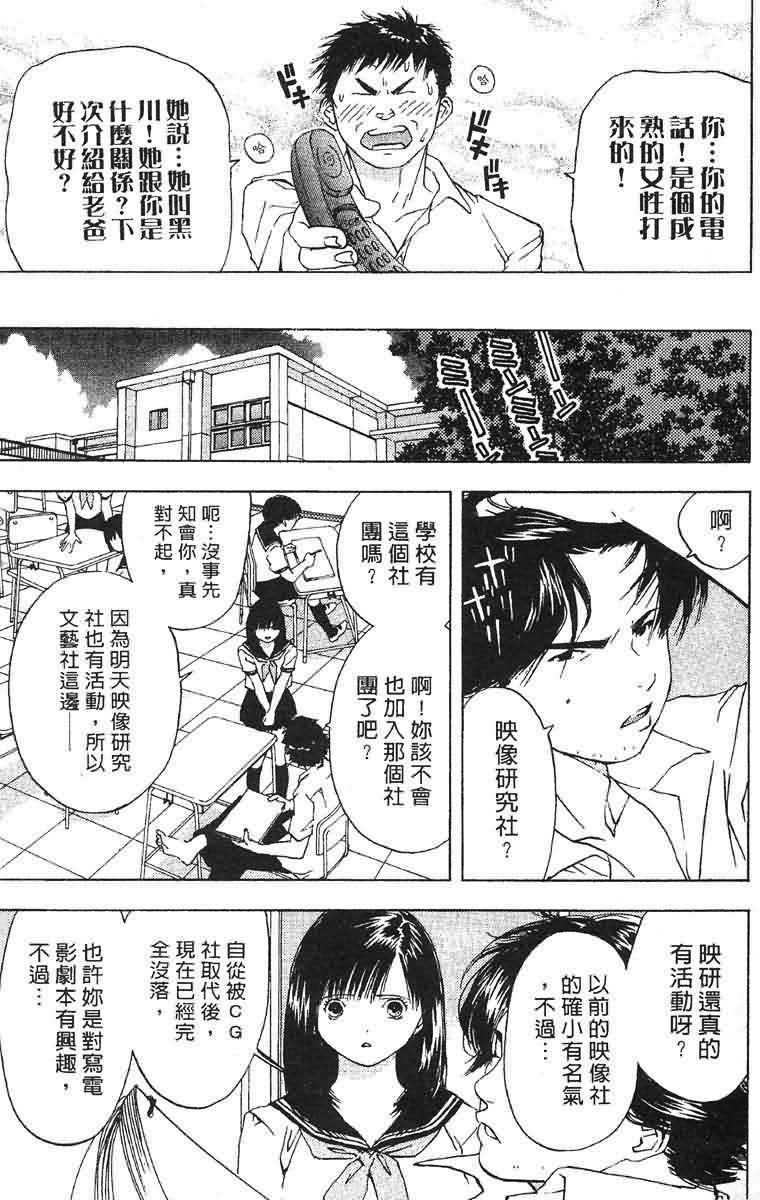 你…你的電
話！是個成
熟的女性打
來的！
哈
ドキ
ドキ
哈
她說…她叫黑
川！她跟你是
什麼關係？下
次介紹給老爸
好不好？
ミーン
ミーン
ミーン
啊？
映像研究社？
學校有
這個社
團嗎？
啊！妳該不會
也加入那個社
團了吧？
呃…沒事先
知會你，真
對不起，
因為明天映像研究
社也有活動，所以
文藝社這邊——
映研還真的
有活動呀？
以前的映像社
的確小有名氣
，不過…
自從被CG
社取代後，
現在已經完
全沒落，
也許妳是對寫電
影劇本有興趣，
不過…